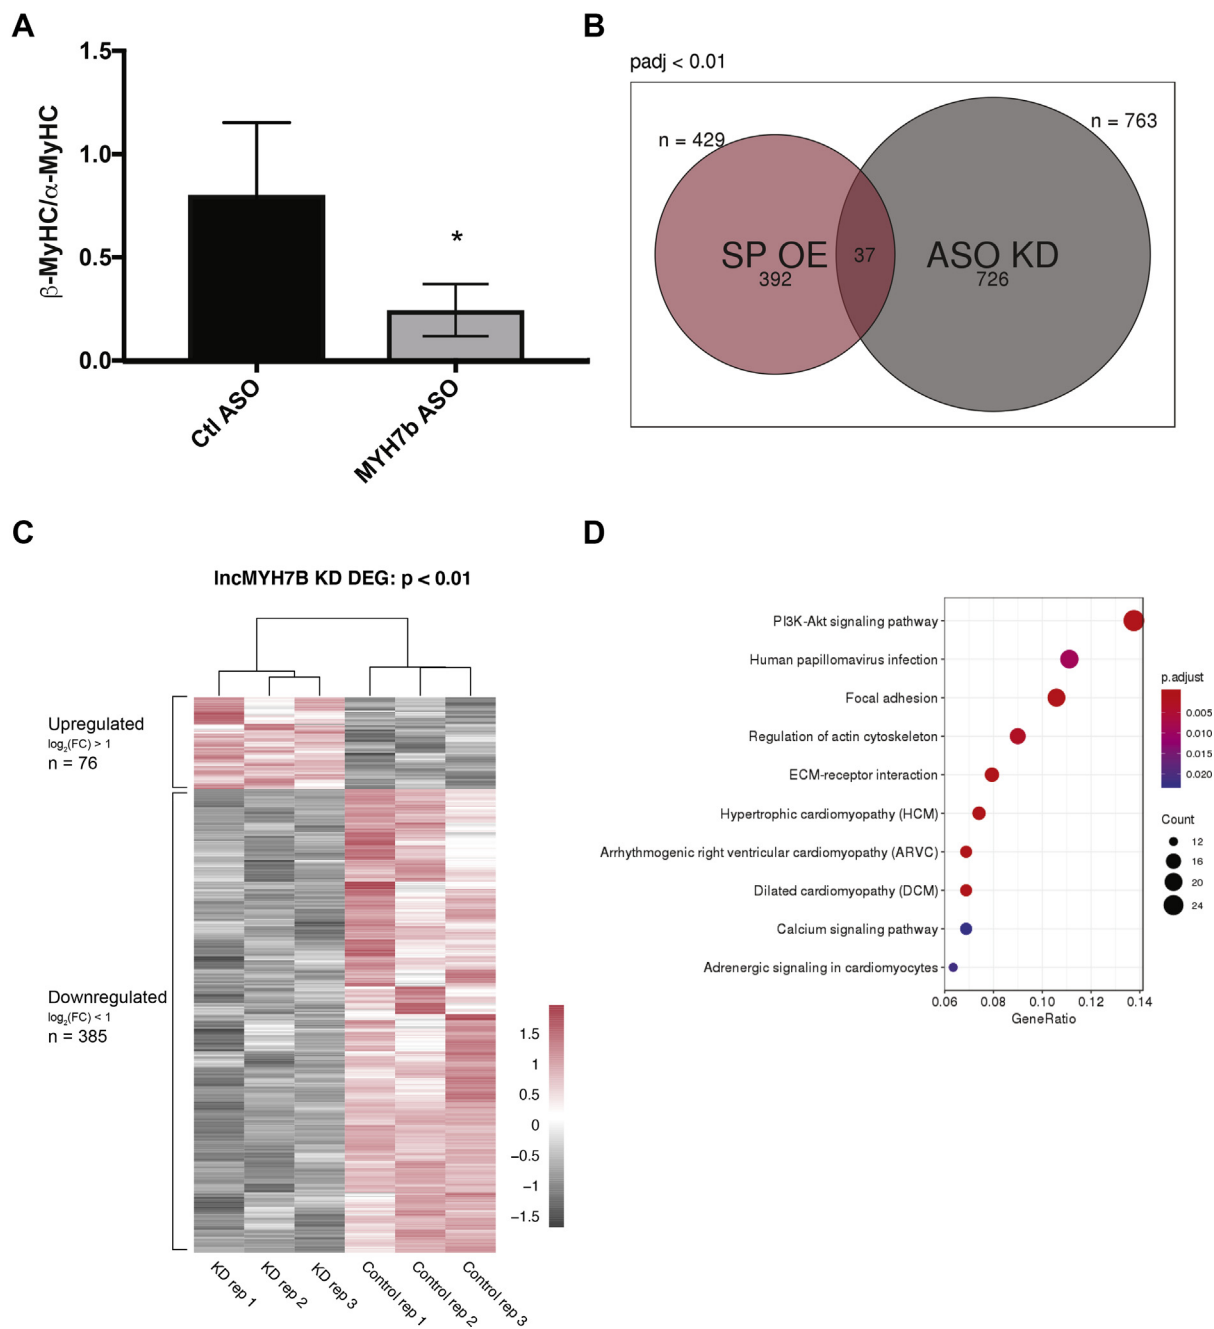 A
1.5
1.0
0.5
0.0
β-MyHC/α-MyHC
*
Ctl ASO
MYH7b ASO
B
padj < 0.01
n = 429
n = 763
SP OE
392
37
ASO KD
726
C
lncMYH7B KD DEG: p < 0.01
Upregulated
log2(FC) > 1
n = 76
Downregulated
log2(FC) < 1
n = 385
1.5
1
0.5
0
−0.5
−1
−1.5
KD rep 1
KD rep 2
KD rep 3
Control rep 1
Control rep 2
Control rep 3
D
PI3K-Akt signaling pathway
Human papillomavirus infection
Focal adhesion
Regulation of actin cytoskeleton
ECM-receptor interaction
Hypertrophic cardiomyopathy (HCM)
Arrhythmogenic right ventricular cardiomyopathy (ARVC)
Dilated cardiomyopathy (DCM)
Calcium signaling pathway
Adrenergic signaling in cardiomyocytes
0.06 0.08 0.10 0.12 0.14
GeneRatio
p.adjust
0.005
0.010
0.015
0.020
Count
12
16
20
24